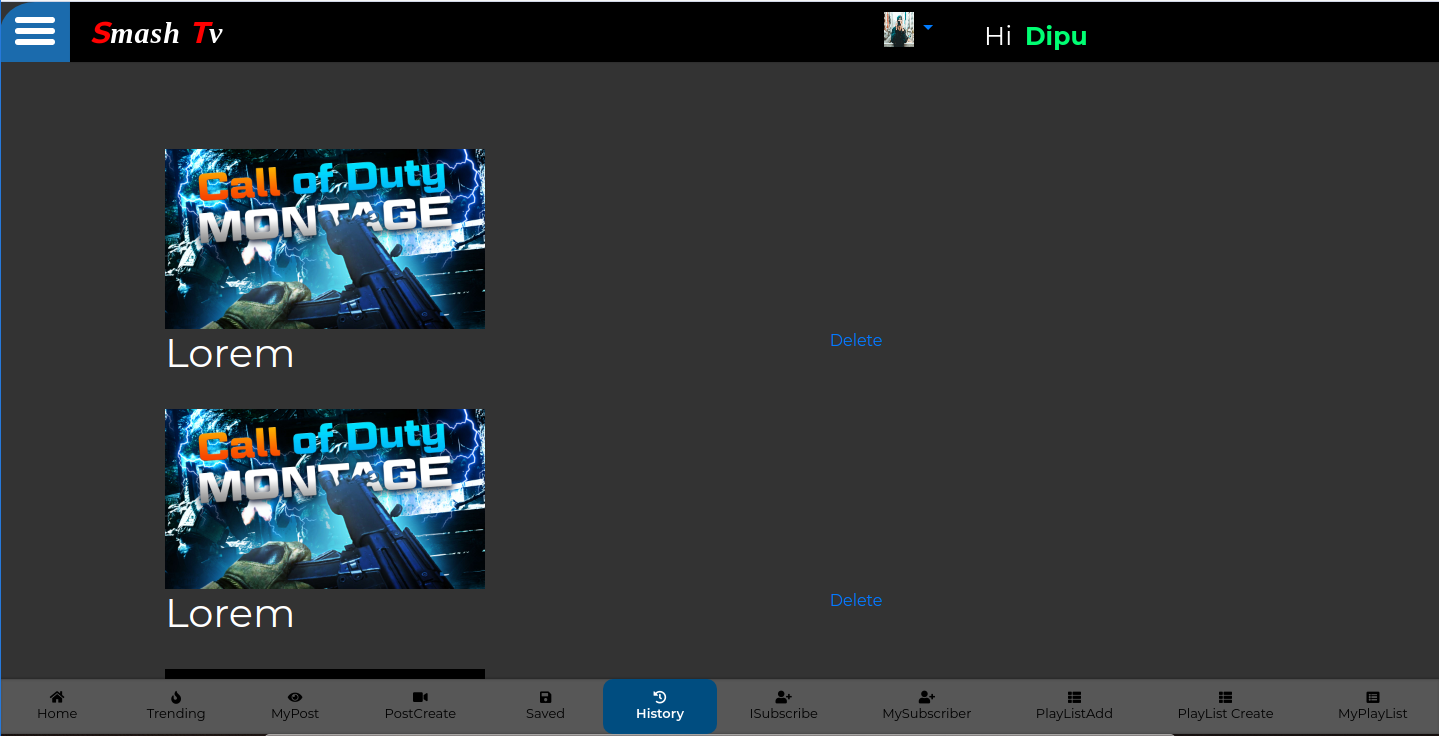 Smash Tv
Hi Dipu
Call of Duty
MONTAGE
Delete
Lorem
Call of Duty
MONTAGE
Delete
Lorem
Home Trending MyPost PostCreate Saved History ISubscribe MySubscriber PlayListAdd PlayList Create MyPlayList